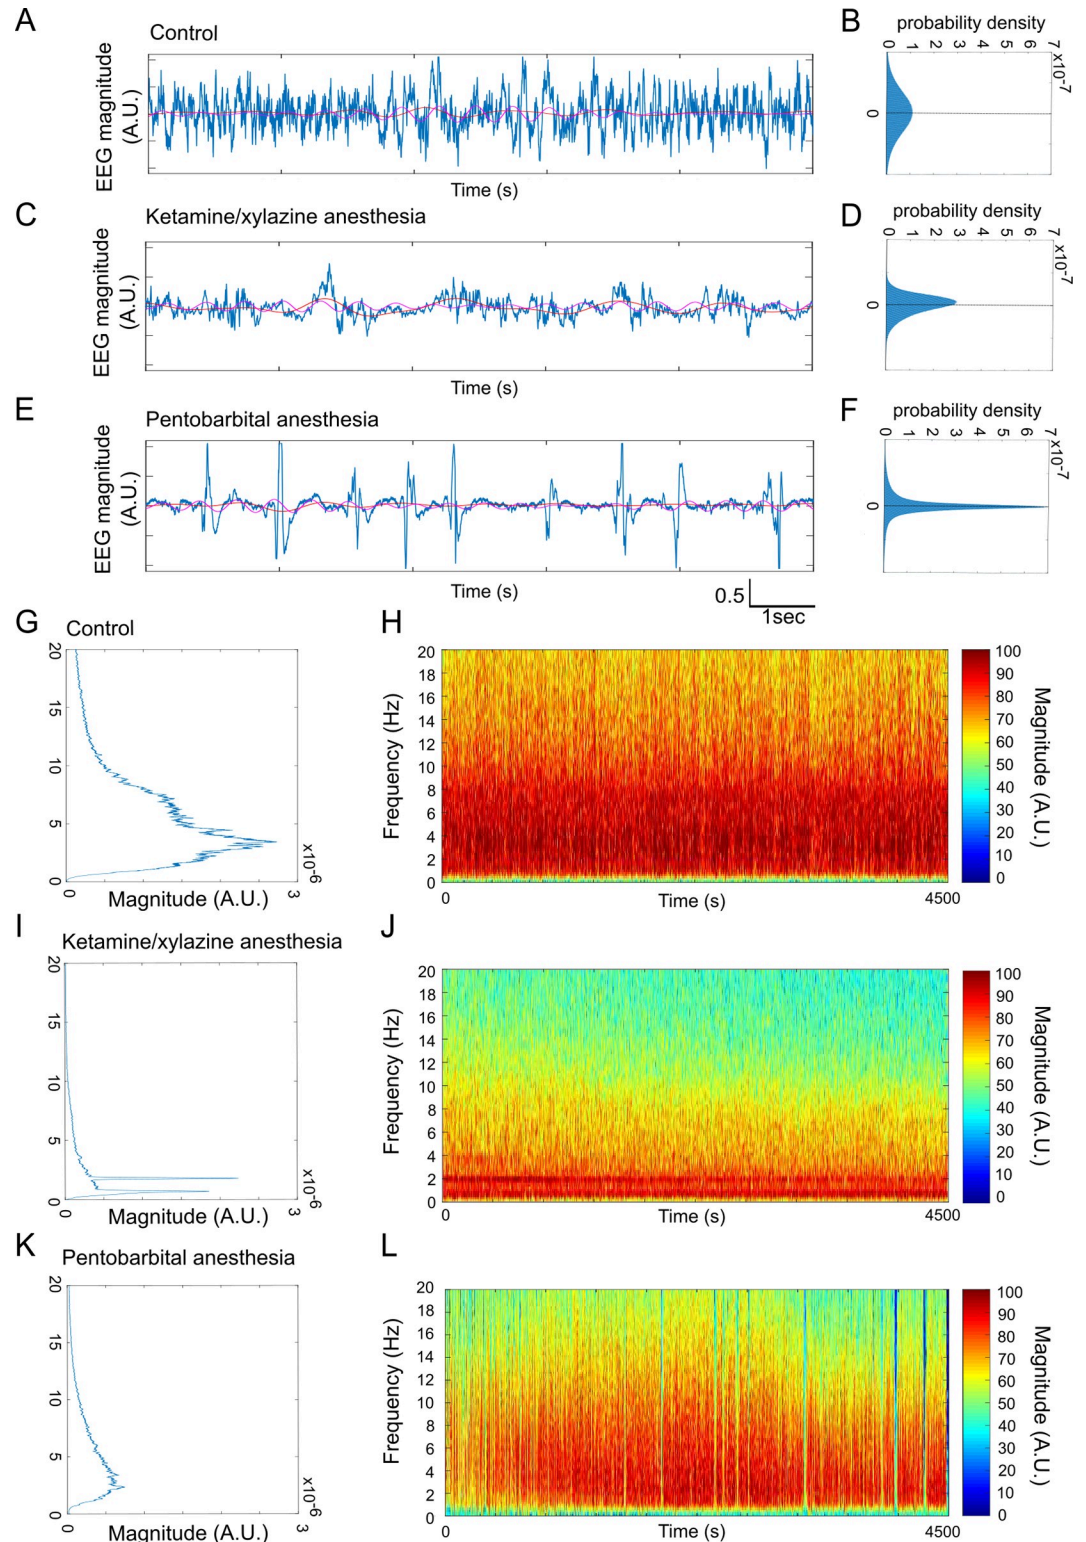 A
Control
EEG magnitude
(A.U.)
Time (s)
B
probability density
0 1 2 3 4 5 6 7
x10-7
0
C
Ketamine/xylazine anesthesia
EEG magnitude
(A.U.)
Time (s)
D
probability density
0 1 2 3 4 5 6 7
x10-7
0
E
Pentobarbital anesthesia
EEG magnitude
(A.U.)
Time (s)
0.5
1sec
F
probability density
0 1 2 3 4 5 6 7
x10-7
0
G
Control
20
15
10
5
0
0 3
x10-6
Magnitude (A.U.)
H
Frequency (Hz)
20
18
16
14
12
10
8
6
4
2
0
0 Time (s) 4500
100
90
80
70
60
50
40
30
20
10
0
Magnitude (A.U.)
I
Ketamine/xylazine anesthesia
20
15
10
5
0
0 3
x10-6
Magnitude (A.U.)
J
Frequency (Hz)
20
18
16
14
12
10
8
6
4
2
0
0 Time (s) 4500
100
90
80
70
60
50
40
30
20
10
0
Magnitude (A.U.)
K
Pentobarbital anesthesia
20
15
10
5
0
0 3
x10-6
Magnitude (A.U.)
L
Frequency (Hz)
20
18
16
14
12
10
8
6
4
2
0
0 Time (s) 4500
100
90
80
70
60
50
40
30
20
10
0
Magnitude (A.U.)